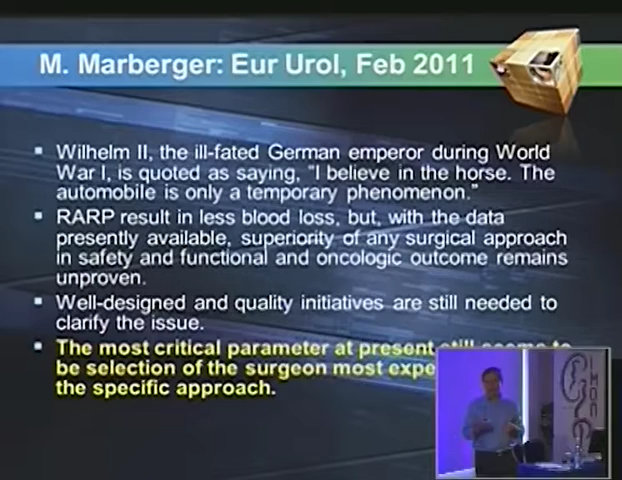 M. Marberger: Eur Urol, Feb 2011
Wilhelm II, the ill-fated German emperor during World
War I, is quoted as saying, "I believe in the horse. The
automobile is only a temporary phenomenon."
RARP result in less blood loss, but, with the data
presently available, superiority of any surgical approach
in safety and functional and oncologic outcome remains
unproven.
Well-designed and quality initiatives are still needed to
clarify the issue.
The most critical parameter at present still seems to
be selection of the surgeon most
the specific approach.